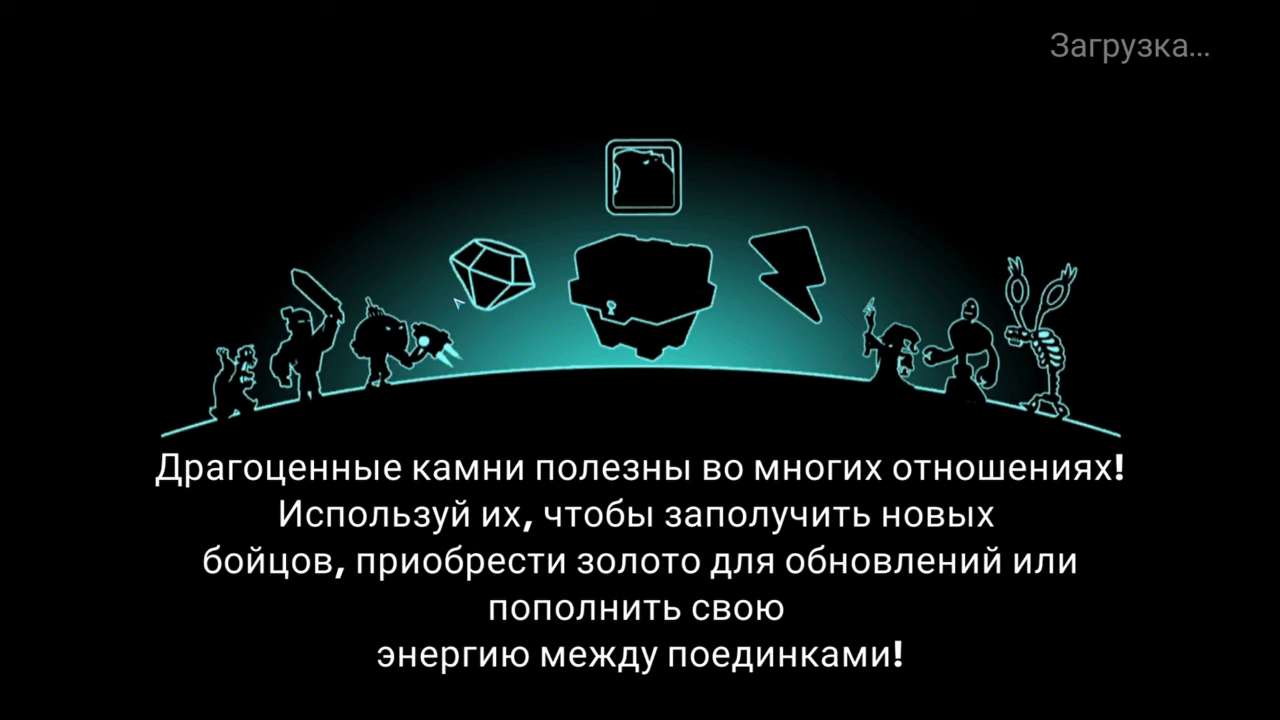 Загрузка...
Драгоценные камни полезны во многих отношениях!
Используй их, чтобы заполучить новых
бойцов, приобрести золото для обновлений или
пополнить свою
энергию между поединками!